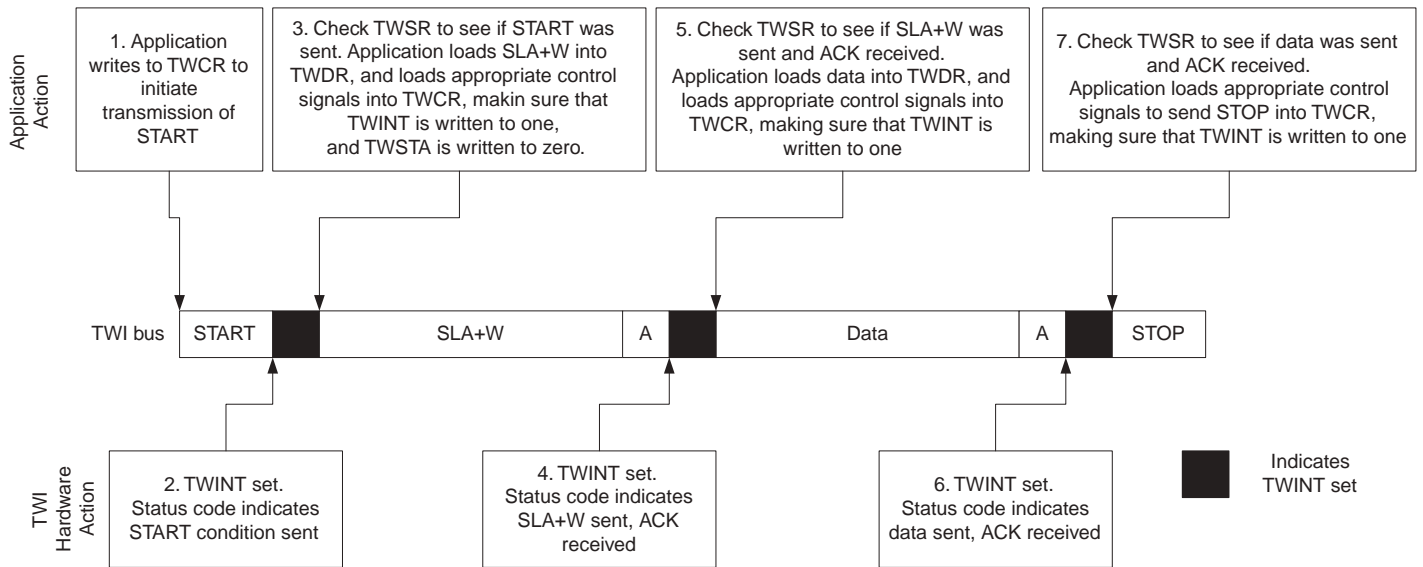 Application
Action
1. Application
writes to TWCR to
initiate
transmission of
START
3. Check TWSR to see if START was
sent. Application loads SLA+W into
TWDR, and loads appropriate control
signals into TWCR, makin sure that
TWINT is written to one,
and TWSTA is written to zero.
5. Check TWSR to see if SLA+W was
sent and ACK received.
Application loads data into TWDR, and
loads appropriate control signals into
TWCR, making sure that TWINT is
written to one
7. Check TWSR to see if data was sent
and ACK received.
Application loads appropriate control
signals to send STOP into TWCR,
making sure that TWINT is written to one
TWI bus
START
SLA+W
A
Data
A
STOP
TWI
Hardware
Action
2. TWINT set.
Status code indicates
START condition sent
4. TWINT set.
Status code indicates
SLA+W sent, ACK
received
6. TWINT set.
Status code indicates
data sent, ACK received
Indicates
TWINT set